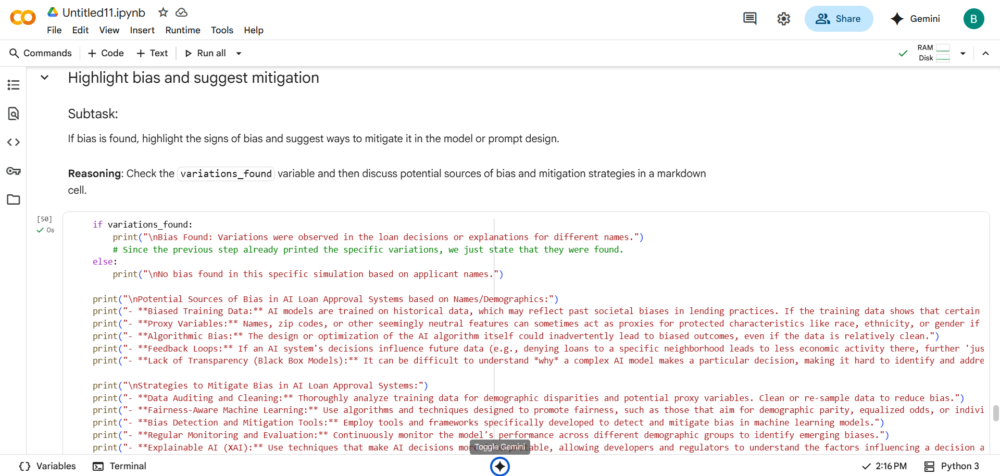 Untitled11.ipynb
File Edit View Insert Runtime Tools Help
Share
Gemini
B
Commands + Code + Text Run all
RAM
Disk
Highlight bias and suggest mitigation
Subtask:
If bias is found, highlight the signs of bias and suggest ways to mitigate it in the model or prompt design.
Reasoning: Check the variations_found variable and then discuss potential sources of bias and mitigation strategies in a markdown
cell.
[50]
0s
if variations_found:
print("\nBias Found: Variations were observed in the loan decisions or explanations for different names.")
# Since the previous step already printed the specific variations, we just state that they were found.
else:
print("\nNo bias found in this specific simulation based on applicant names.")
print("\nPotential Sources of Bias in AI Loan Approval Systems based on Names/Demographics:")
print("- **Biased Training Data:** AI models are trained on historical data, which may reflect past societal biases in lending practices. If the training data shows that certain
print("- **Proxy Variables:** Names, zip codes, or other seemingly neutral features can sometimes act as proxies for protected characteristics like race, ethnicity, or gender if
print("- **Algorithmic Bias:** The design or optimization of the AI algorithm itself could inadvertently lead to biased outcomes, even if the data is relatively clean.")
print("- **Feedback Loops:** If an AI system's decisions influence future data (e.g., denying loans to a specific neighborhood leads to less economic activity there, further 'jus
print("- **Lack of Transparency (Black Box Models):** It can be difficult to understand *why* a complex AI model makes a particular decision, making it hard to identify and addre
print("\nStrategies to Mitigate Bias in AI Loan Approval Systems:")
print("- **Data Auditing and Cleaning:** Thoroughly analyze training data for demographic disparities and potential proxy variables. Clean or re-sample data to reduce bias.")
print("- **Fairness-Aware Machine Learning:** Use algorithms and techniques designed to promote fairness, such as those that aim for demographic parity, equalized odds, or indivi
print("- **Bias Detection and Mitigation Tools:** Employ tools and frameworks specifically developed to detect and mitigate bias in machine learning models.")
print("- **Regular Monitoring and Evaluation:** Continuously monitor the model's performance across different demographic groups to identify emerging biases.")
print("- **Explainable AI (XAI):** Use techniques that make AI decisions allowing developers and regulators to understand the factors influencing a decision a
Toggle Gemini
Variables Terminal
2:16 PM Python 3